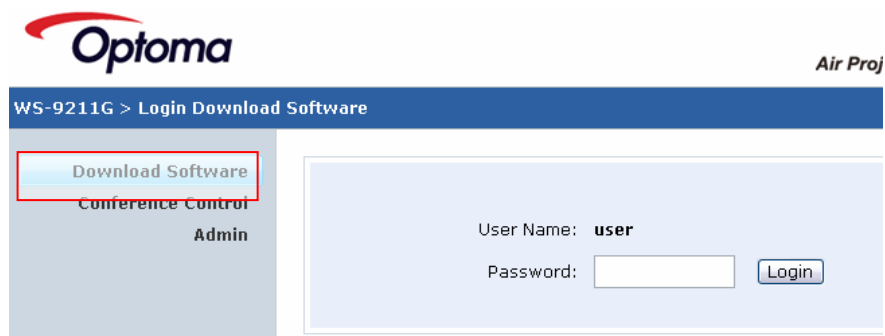 Optoma
Air Proj
WS-9211G > Login Download Software
Download Software
Conference Control
Admin
User Name: user
Password:
Login